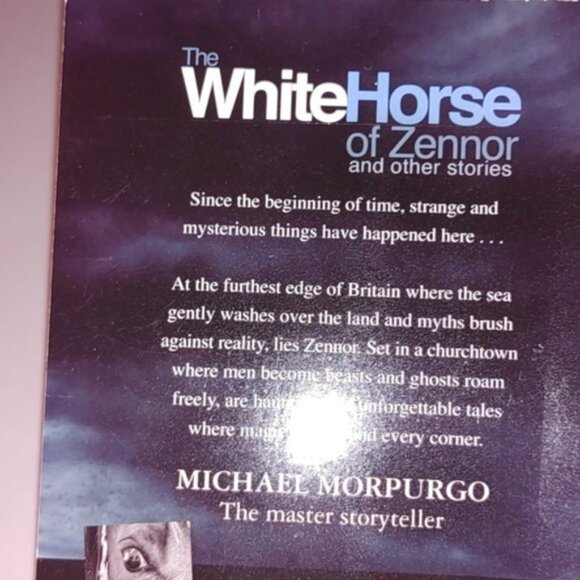 The
WhiteHorse
of Zennor
and other stories
Since the beginning of time, strange and
mysterious things have happened here . . .
At the furthest edge of Britain where the sea
gently washes over the land and myths brush
against reality, lies Zennor. Set in a churchtown
where men become beasts and ghosts roam
freely, are unforgettable tales
where every corner.
MICHAEL MORPURGO
The master storyteller